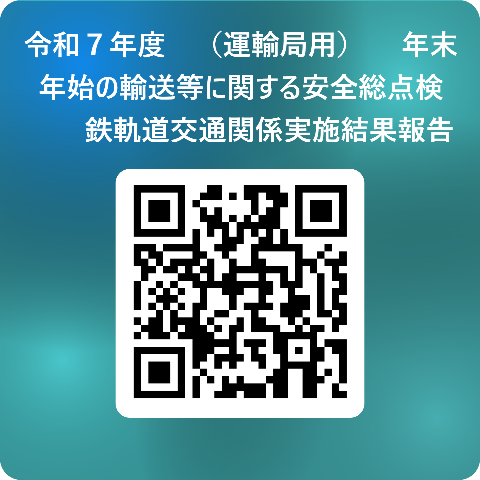 令和７年度　（運輸局用）　年末
年始の輸送等に関する安全総点検
鉄軌道交通関係実施結果報告